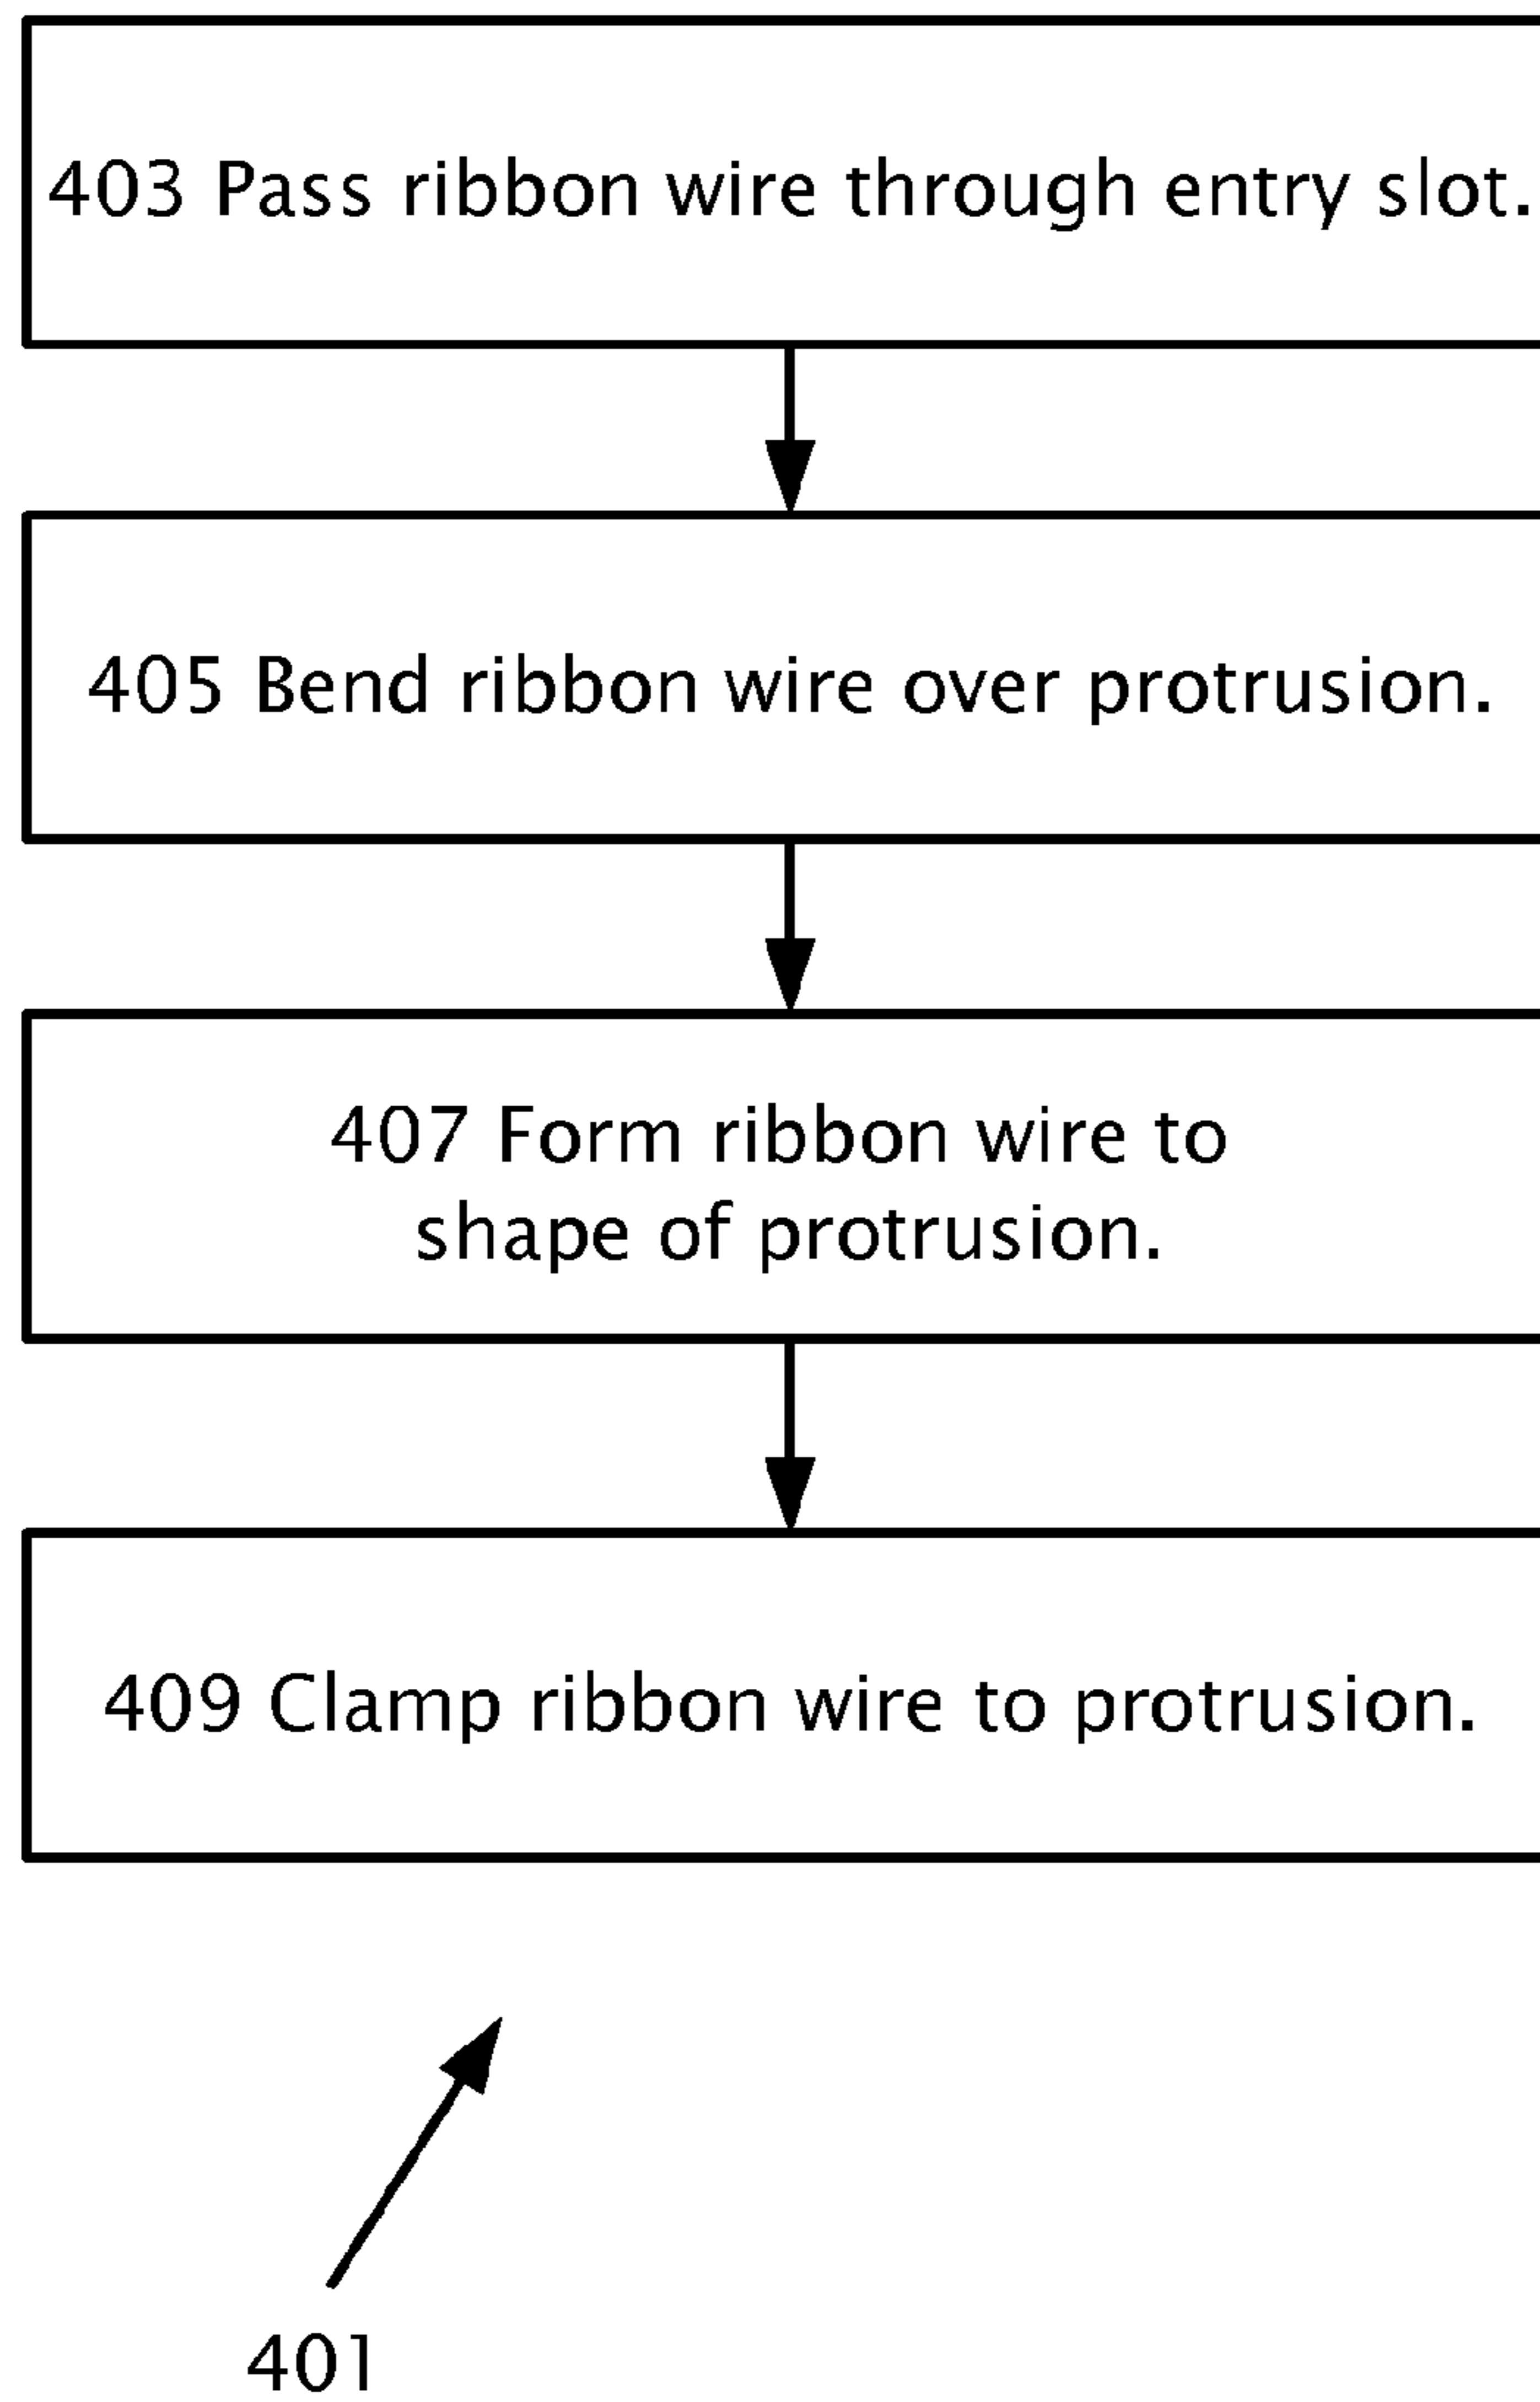 403 Pass ribbon wire through entry slot.
405 Bend ribbon wire over protrusion.
407 Form ribbon wire to
shape of protrusion.
409 Clamp ribbon wire to protrusion.
401